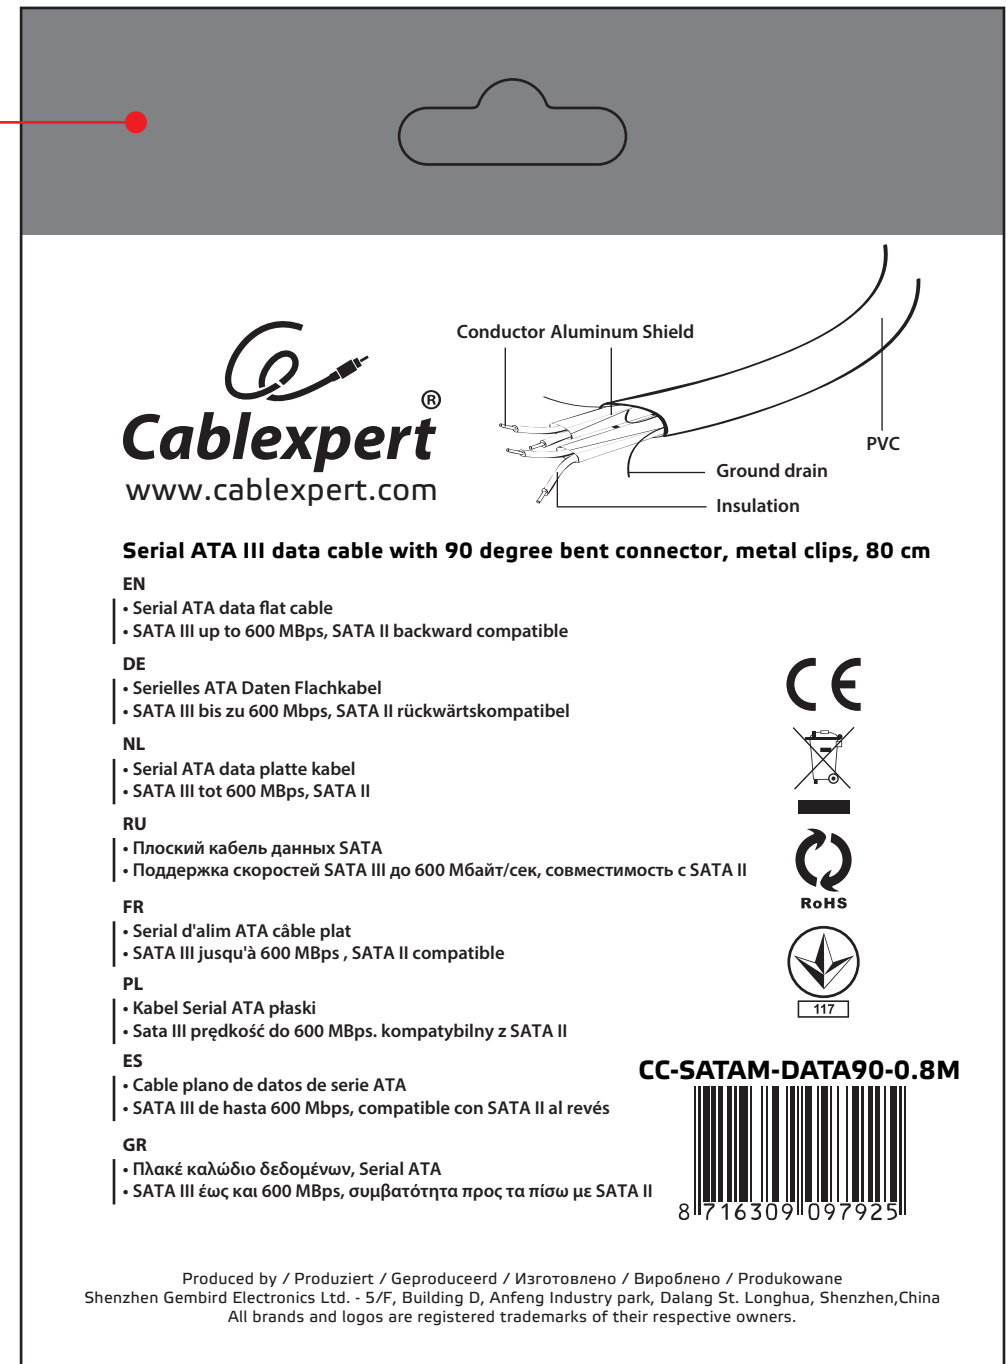 Conductor Aluminum Shield
Cablexpert®
www.cablexpert.com
PVC
Ground drain
Insulation
Serial ATA III data cable with 90 degree bent connector, metal clips, 80 cm
EN
• Serial ATA data flat cable
• SATA III up to 600 MBps, SATA II backward compatible
DE
• Serielles ATA Daten Flachkabel
• SATA III bis zu 600 Mbps, SATA II rückwärtskompatibel
NL
• Serial ATA data platte kabel
• SATA III tot 600 MBps, SATA II
RU
• Плоский кабель данных SATA
• Поддержка скоростей SATA III до 600 Мбайт/сек, совместимость с SATA II
FR
• Serial d'alim ATA câble plat
• SATA III jusqu'à 600 MBps , SATA II compatible
PL
• Kabel Serial ATA płaski
• Sata III prędkość do 600 MBps. kompatybilny z SATA II
ES
• Cable plano de datos de serie ATA
• SATA III de hasta 600 Mbps, compatible con SATA II al revés
GR
• Πλακέ καλώδιο δεδομένων, Serial ATA
• SATA III έως και 600 MBps, συμβατότητα προς τα πίσω με SATA II
CE
RoHS
117
CC-SATAM-DATA90-0.8M
8 716309 097925
Produced by / Produziert / Geproduceerd / Изготовлено / Вироблено / Produkowane
Shenzhen Gembird Electronics Ltd. - 5/F, Building D, Anfeng Industry park, Dalang St. Longhua, Shenzhen,China
All brands and logos are registered trademarks of their respective owners.